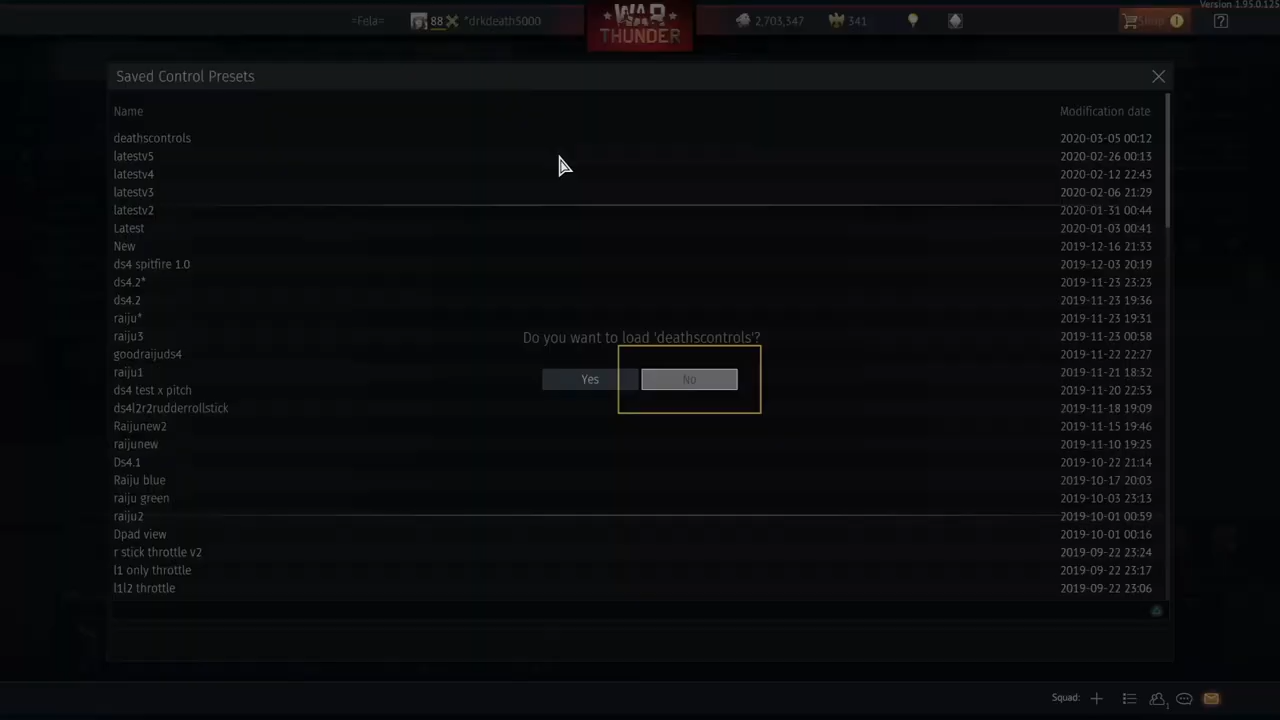 Version 1.95.0.125
=Fela= 88 *drkdeath5000 WAR THUNDER 2,703,347 341 Shop
Saved Control Presets
Name Modification date
deathscontrols 2020-03-05 00:12
latestv5 2020-02-26 00:13
latestv4 2020-02-12 22:43
latestv3 2020-02-06 21:29
latestv2 2020-01-31 00:44
Latest 2020-01-03 00:41
New 2019-12-16 21:33
ds4 spitfire 1.0 2019-12-03 20:19
ds4.2* 2019-11-23 23:23
ds4.2 2019-11-23 19:36
raiju* 2019-11-23 19:31
raiju3 2019-11-23 00:58
Do you want to load 'deathscontrols'?
goodraijuds4 2019-11-22 22:27
raiju1 2019-11-21 18:32
Yes No
ds4 test x pitch 2019-11-20 22:53
ds4l2r2rudderrollstick 2019-11-18 19:09
Raijunew2 2019-11-15 19:46
raijunew 2019-11-10 19:25
Ds4.1 2019-10-22 21:14
Raiju blue 2019-10-17 20:03
raiju green 2019-10-03 23:13
raiju2 2019-10-01 00:59
Dpad view 2019-10-01 00:16
r stick throttle v2 2019-09-22 23:24
l1 only throttle 2019-09-22 23:17
l1l2 throttle 2019-09-22 23:06
Squad: 1